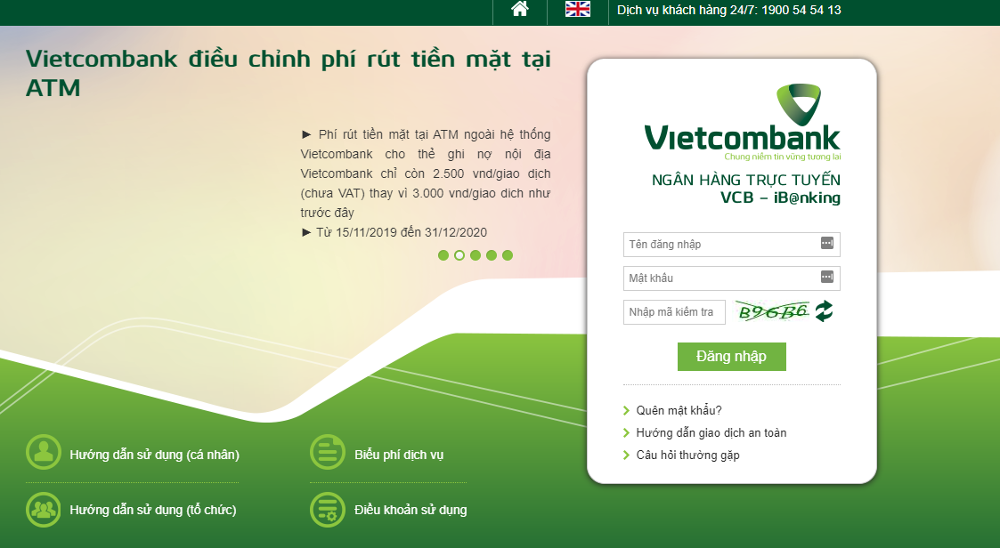 Dịch vụ khách hàng 24/7: 1900 54 54 13
Vietcombank điều chỉnh phí rút tiền mặt tại
ATM
► Phí rút tiền mặt tại ATM ngoài hệ thống
Vietcombank cho thẻ ghi nợ nội địa
Vietcombank chỉ còn 2.500 vnd/giao dịch
(chưa VAT) thay vì 3.000 vnd/giao dich như
trước đây
► Từ 15/11/2019 đến 31/12/2020
Vietcombank
Chung niềm tin vững tương lai
NGÂN HÀNG TRỰC TUYẾN
VCB – iB@nking
Tên đăng nhập
Mật khẩu
Nhập mã kiểm tra
B96B6
Đăng nhập
Quên mật khẩu?
Hướng dẫn giao dịch an toàn
Câu hỏi thường gặp
Hướng dẫn sử dụng (cá nhân)
Biểu phí dịch vụ
Hướng dẫn sử dụng (tổ chức)
Điều khoản sử dụng